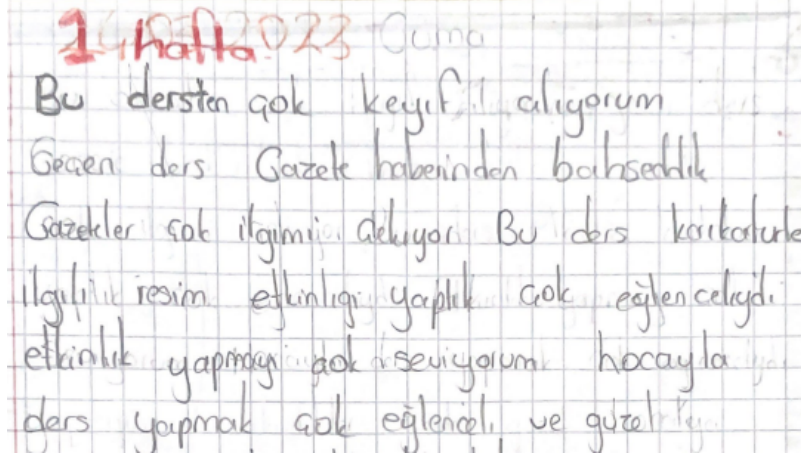 1. hafta 2023 Cuma
Bu dersten çok keyif alıyorum
Geçen ders Gazete haberinden bahseddik
Gazeteler çok ilgimi çekiyor Bu ders karikatürle
ilgili resim etkinliği yaptık çok eğlenceliydi
etkinlik yapmayı çok seviyorum hocayla
ders yapmak çok eğlenceli ve güzel